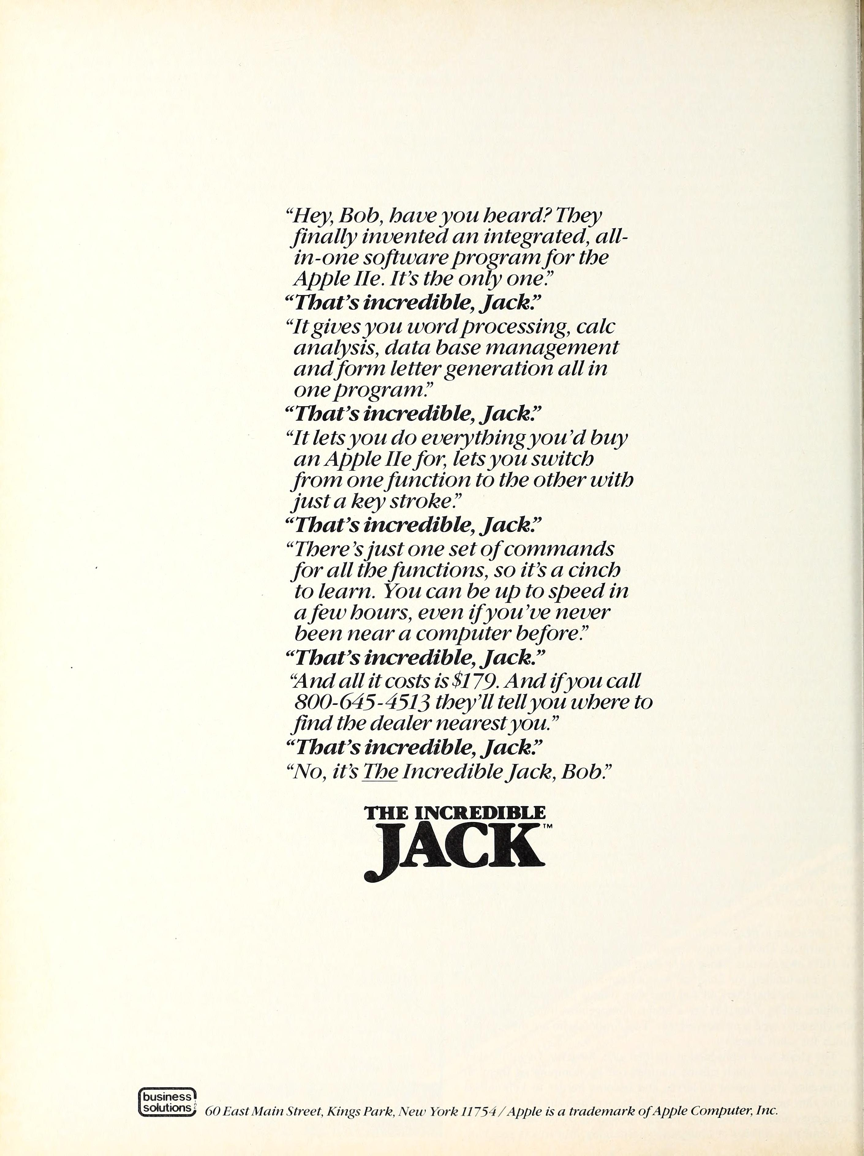 “Hey, Bob, have you heard? They
finally invented an integrated, all-
in-one software program for the
Apple IIe. It's the only one.”
“That's incredible, Jack.”
“It gives you word processing, calc
analysis, data base management
and form letter generation all in
one program.”
“That's incredible, Jack.”
“It lets you do everything you'd buy
an Apple IIe for, lets you switch
from one function to the other with
just a key stroke.”
“That's incredible, Jack.”
“There's just one set of commands
for all the functions, so it's a cinch
to learn. You can be up to speed in
a few hours, even if you've never
been near a computer before.”
“That's incredible, Jack.”
“And all it costs is $179. And if you call
800-645-4513 they'll tell you where to
find the dealer nearest you.”
“That's incredible, Jack.”
“No, it's The Incredible Jack, Bob.”
THE INCREDIBLE
JACK™
business
solutions
60 East Main Street, Kings Park, New York 11754 / Apple is a trademark of Apple Computer, Inc.